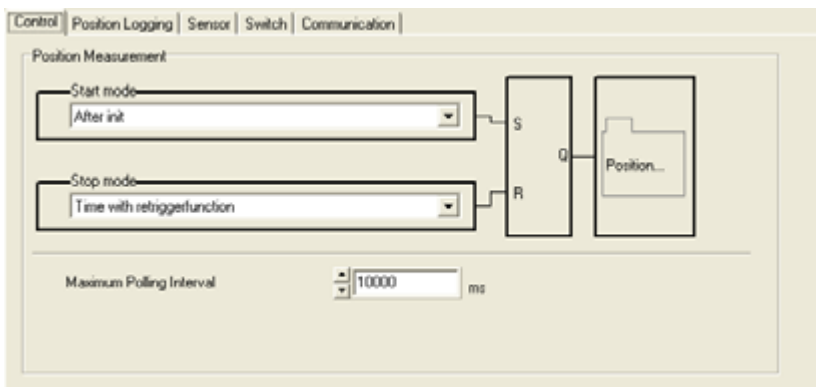 Control Position Logging Sensor Switch Communication
Position Measurement
Start mode
After init
S
Q
Position...
Stop mode
Time with retriggerfunction
R
Maximum Polling Interval 10000 ms